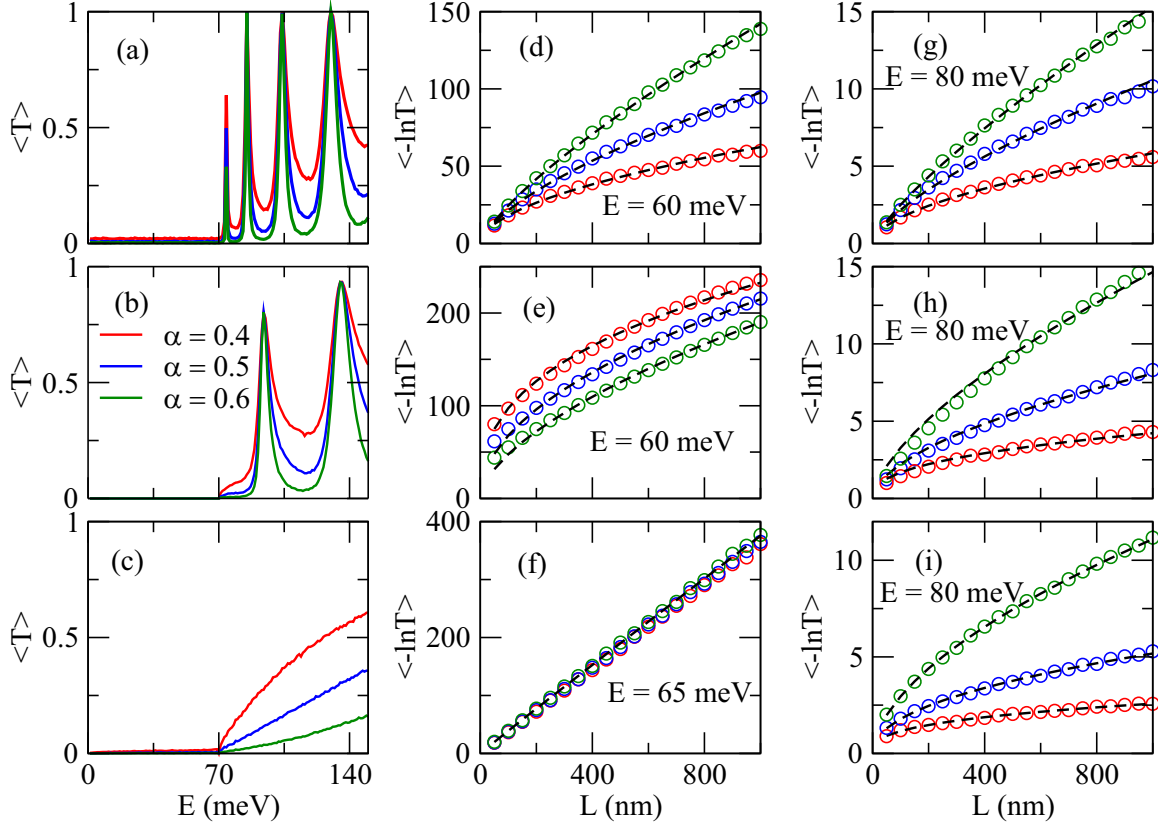 (a)
<T>
1
0.5
0
(b)
<T>
1
0.5
0
α = 0.4
α = 0.5
α = 0.6
(c)
<T>
1
0.5
0
0 70 140
E (meV)
(d)
<-lnT>
150
100
50
0
E = 60 meV
(e)
<-lnT>
200
100
0
E = 60 meV
(f)
<-lnT>
400
200
0
E = 65 meV
0 400 800
L (nm)
(g)
<-lnT>
15
10
5
0
E = 80 meV
(h)
<-lnT>
15
10
5
0
E = 80 meV
(i)
<-lnT>
10
5
0
E = 80 meV
0 400 800
L (nm)